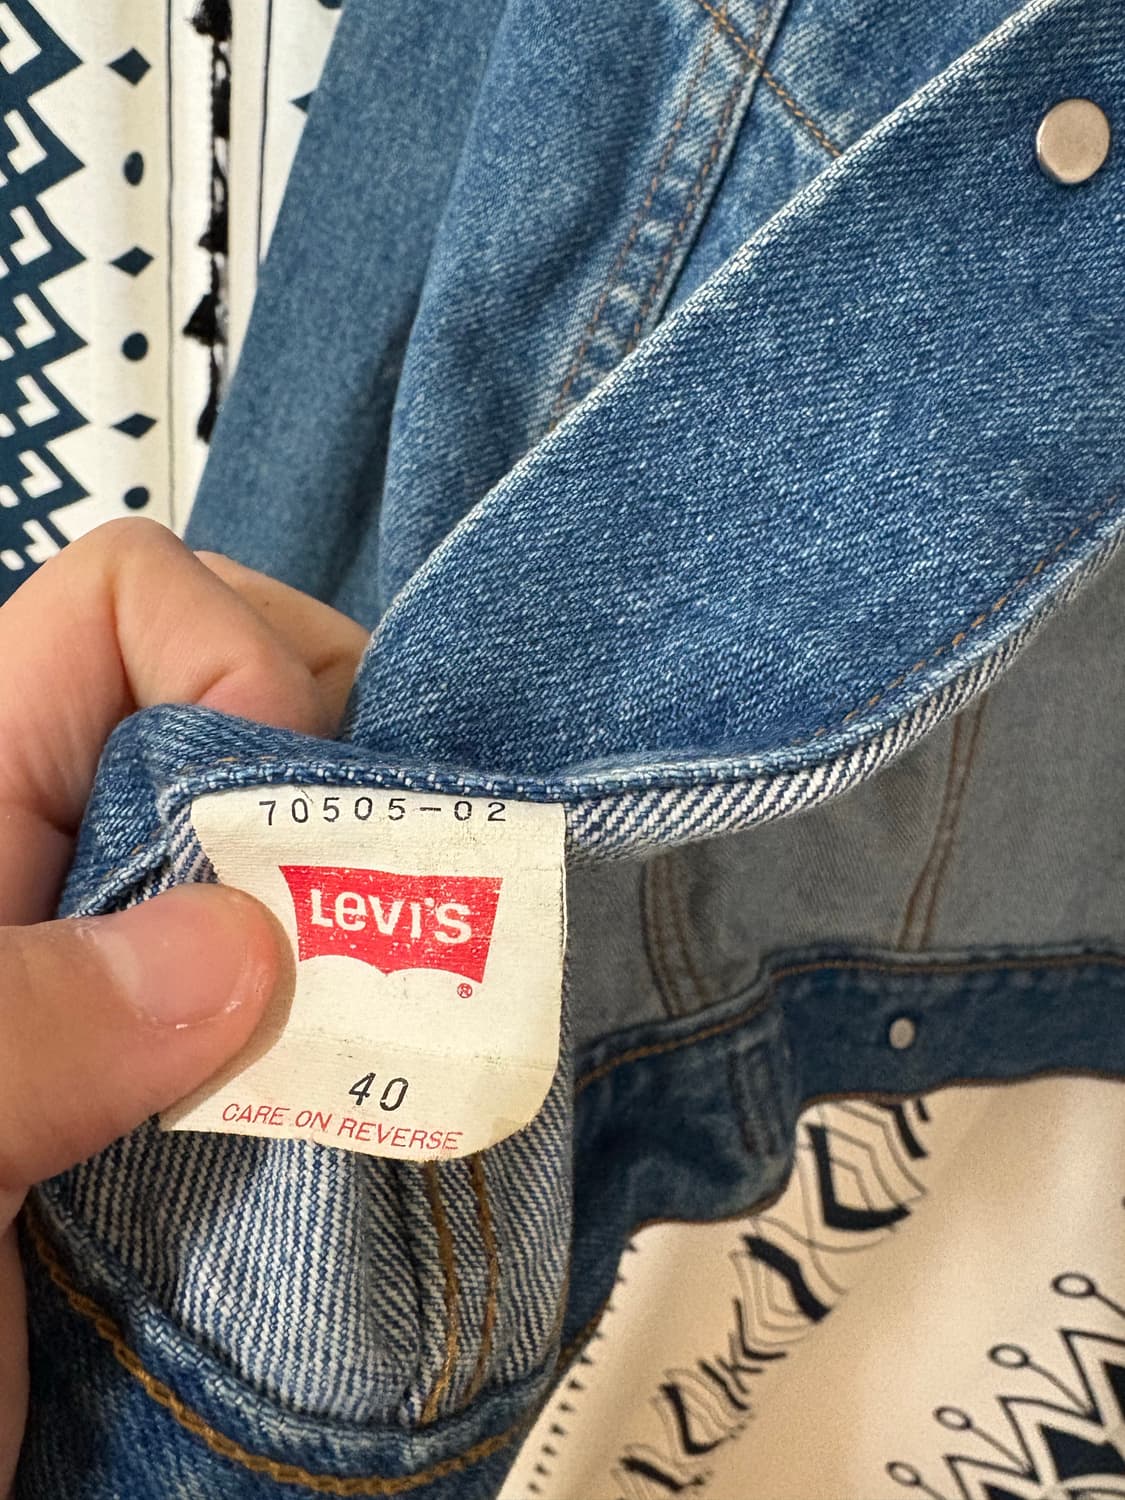 70505-02
Levi's
®
40
CARE ON REVERSE